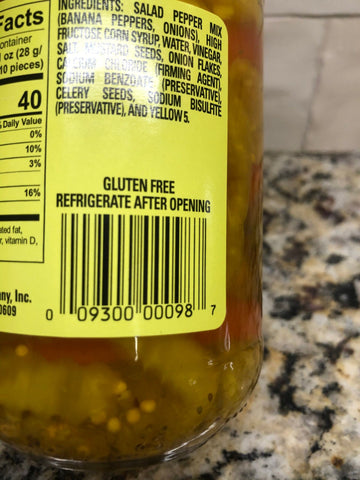 Facts
INGREDIENTS: SALAD PEPPER MIX
(BANANA PEPPERS, ONIONS), HIGH
FRUCTOSE CORN SYRUP, WATER, VINEGAR,
SALT, MUSTARD SEEDS, ONION FLAKES,
CALCIUM CHLORIDE (FIRMING AGENT),
SODIUM BENZOATE (PRESERVATIVE),
CELERY SEEDS, SODIUM BISULFITE
(PRESERVATIVE), AND YELLOW 5.
ontainer
oz (28 g/
10 pieces)
40
Daily Value
0%
10%
3%
16%
ated fat,
r, vitamin D,
GLUTEN FREE
REFRIGERATE AFTER OPENING
any, Inc.
0609
0 09300 00098 7